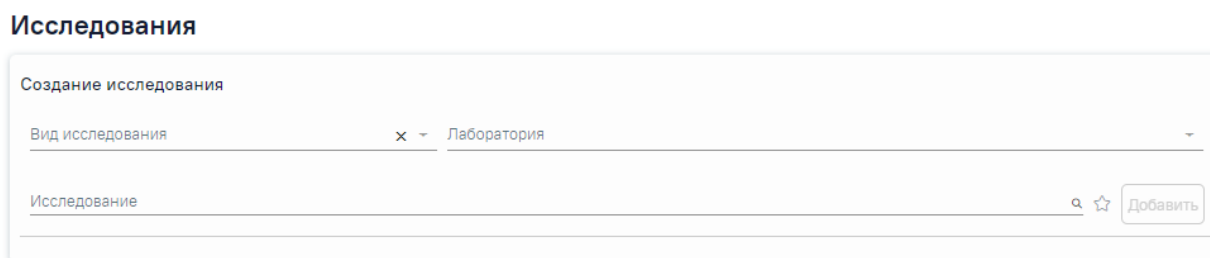 Исследования
Создание исследования
Вид исследования
Лаборатория
Исследование
Добавить